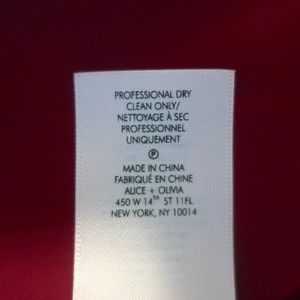 PROFESSIONAL DRY
CLEAN ONLY/
NETTOYAGE À SEC
PROFESSIONNEL
UNIQUEMENT
Ⓟ
MADE IN CHINA
FABRIQUÉ EN CHINE
ALICE + OLIVIA
450 W 14TH ST 11FL
NEW YORK, NY 10014